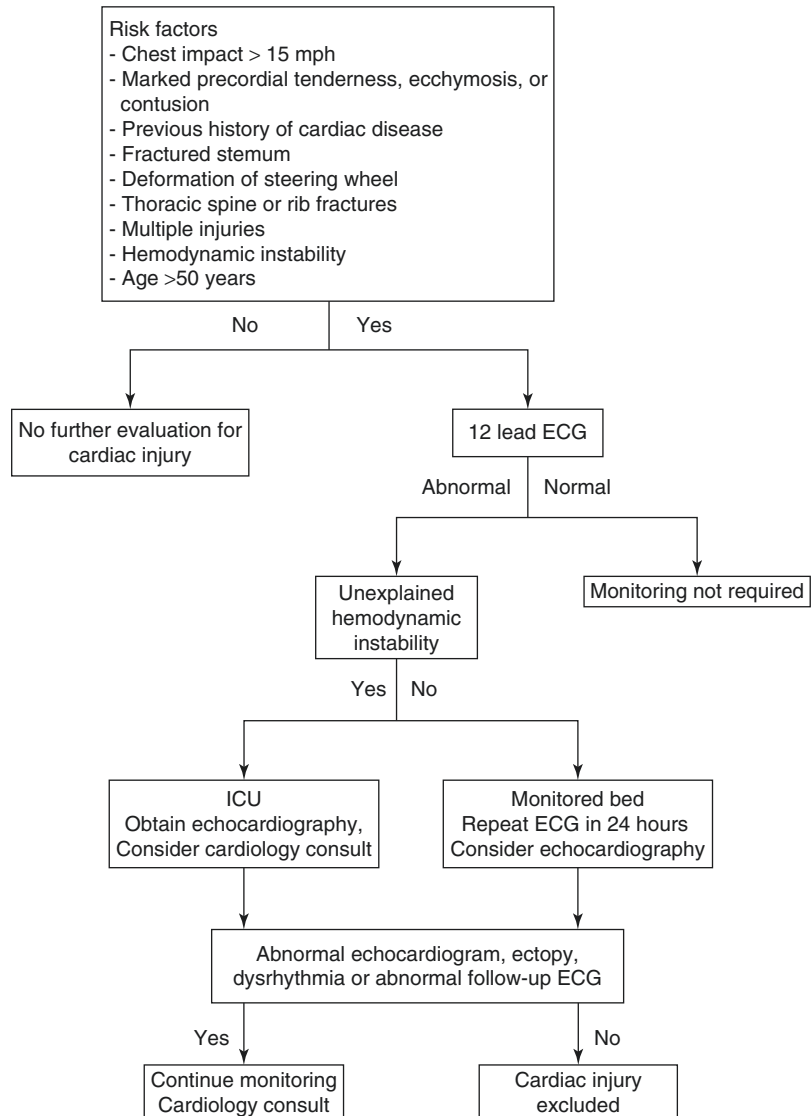 Risk factors
- Chest impact > 15 mph
- Marked precordial tenderness, ecchymosis, or
contusion
- Previous history of cardiac disease
- Fractured stemum
- Deformation of steering wheel
- Thoracic spine or rib fractures
- Multiple injuries
- Hemodynamic instability
- Age >50 years
No Yes
No further evaluation for
cardiac injury
12 lead ECG
Abnormal Normal
Unexplained
hemodynamic
instability
Monitoring not required
Yes No
ICU
Obtain echocardiography,
Consider cardiology consult
Monitored bed
Repeat ECG in 24 hours
Consider echocardiography
Abnormal echocardiogram, ectopy,
dysrhythmia or abnormal follow-up ECG
Yes
No
Continue monitoring
Cardiology consult
Cardiac injury
excluded